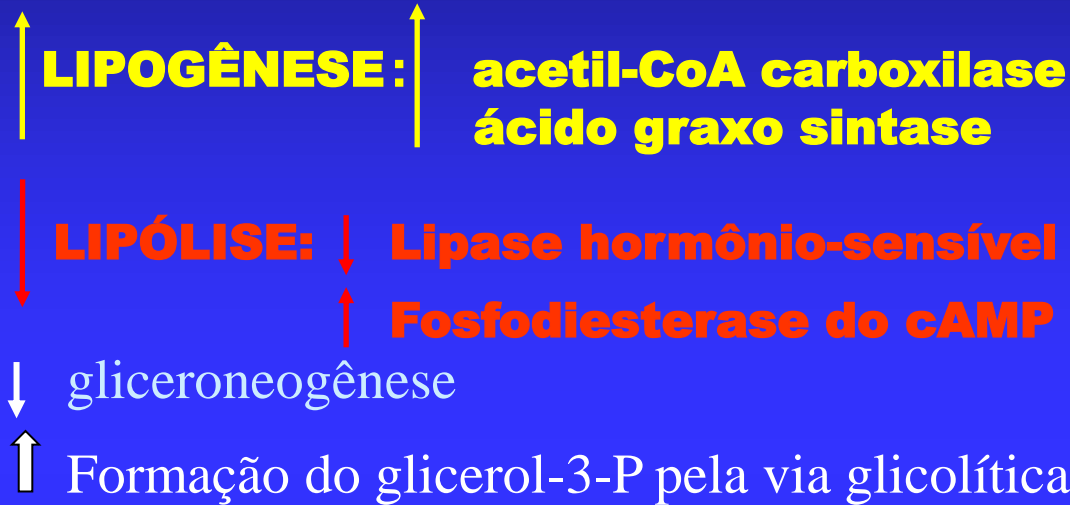 LIPOGÊNESE: acetil-CoA carboxilase
ácido graxo sintase
LIPÓLISE: Lipase hormônio-sensível
Fosfodiesterase do cAMP
gliceroneogênese
Formação do glicerol-3-P pela via glicolítica